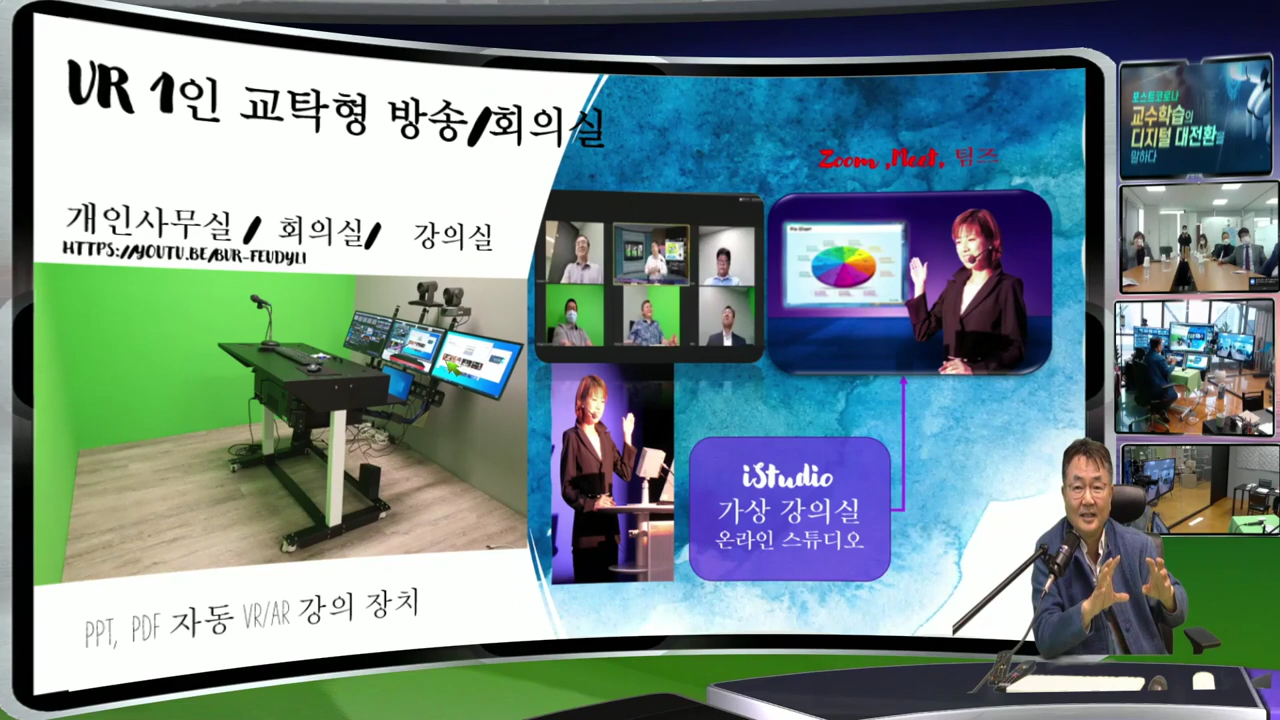 VR 1인 교탁형 방송/회의실
개인사무실 / 회의실/ 강의실
HTTPS://YOUTU.BE/BUR-FEUDYLI
PPT, PDF 자동 VR/AR 강의 장치
Zoom ,Meet, 팀즈
iStudio
가상 강의실
온라인 스튜디오
포스트코로나
교수학습의
디지털 대전환을
말하다